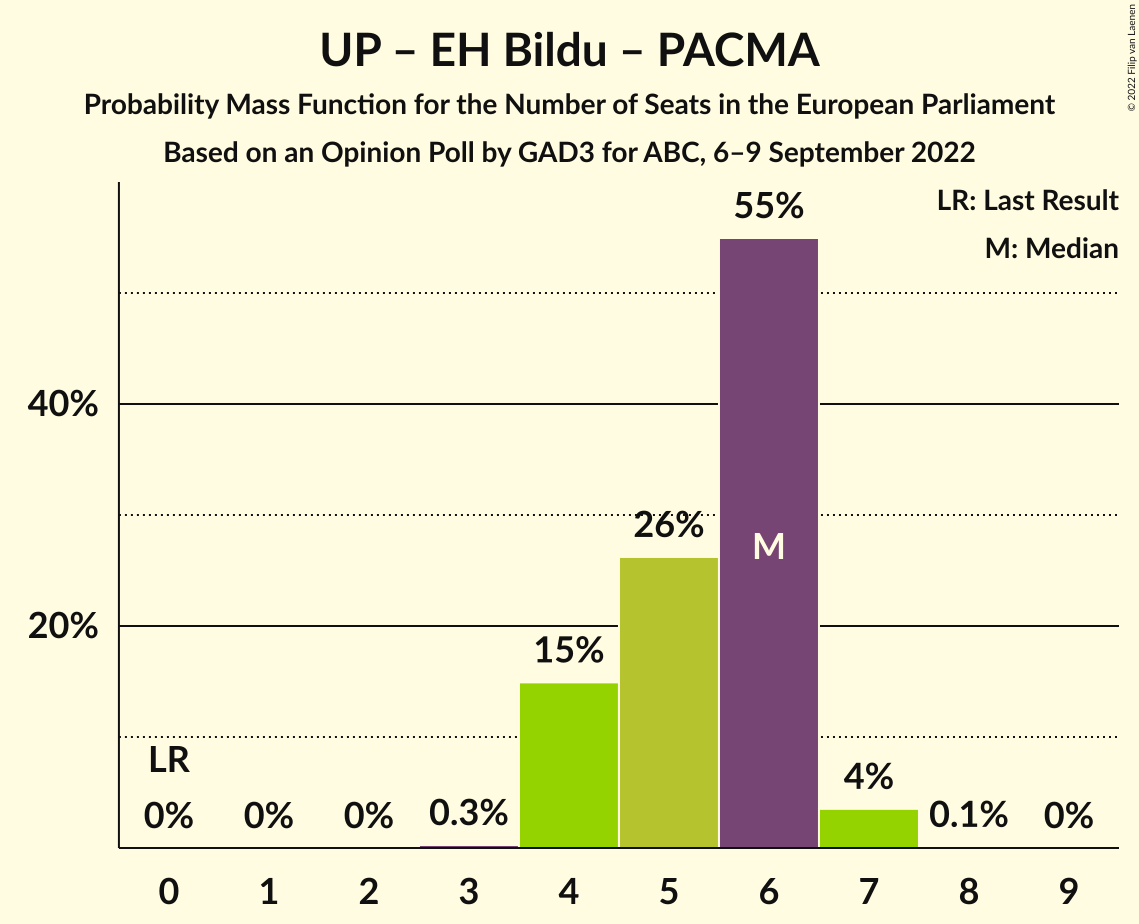 UP – EH Bildu – PACMA
Probability Mass Function for the Number of Seats in the European Parliament
Based on an Opinion Poll by GAD3 for ABC, 6–9 September 2022
© 2022 Filip van Laenen
LR: Last Result
M: Median
55%
40%
26%
M
20%
15%
LR
0%
0%
0%
0.3%
4%
0.1%
0%
0
1
2
3
4
5
6
7
8
9